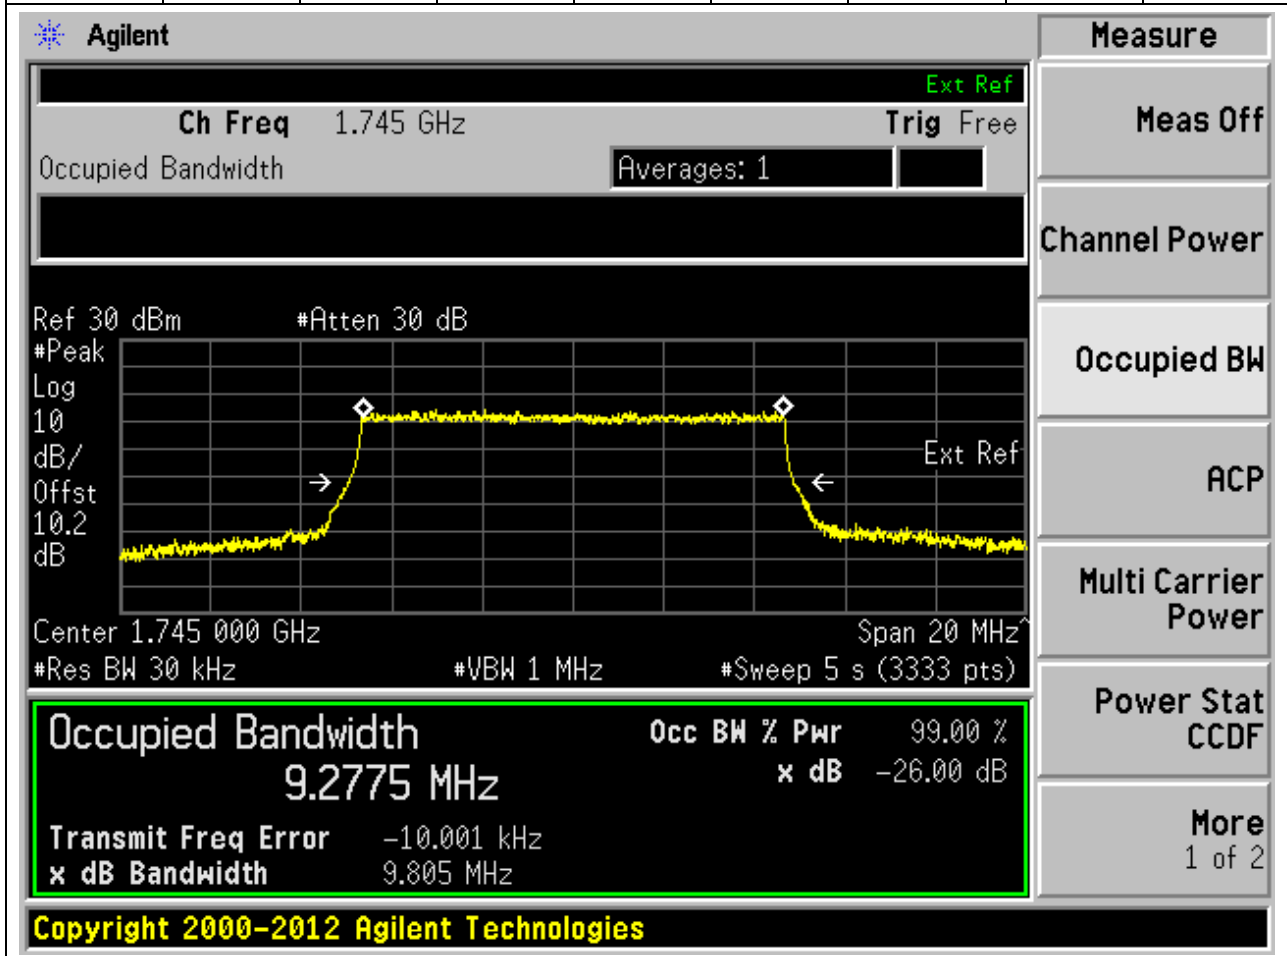 Agilent
Measure
Ext Ref
Ch Freq 1.745 GHz Trig Free
Meas Off
Occupied Bandwidth Averages: 1
Channel Power
Ref 30 dBm #Atten 30 dB
#Peak
Log
10
dB/
Offst
10.2
dB
Ext Ref
Occupied BW
ACP
Center 1.745 000 GHz Span 20 MHz^
#Res BW 30 kHz #VBW 1 MHz #Sweep 5 s (3333 pts)
Multi Carrier
Power
Occupied Bandwidth Occ BW % Pwr 99.00 %
9.2775 MHz x dB -26.00 dB
Power Stat
CCDF
Transmit Freq Error -10.001 kHz
x dB Bandwidth 9.805 MHz
More
1 of 2
Copyright 2000-2012 Agilent Technologies